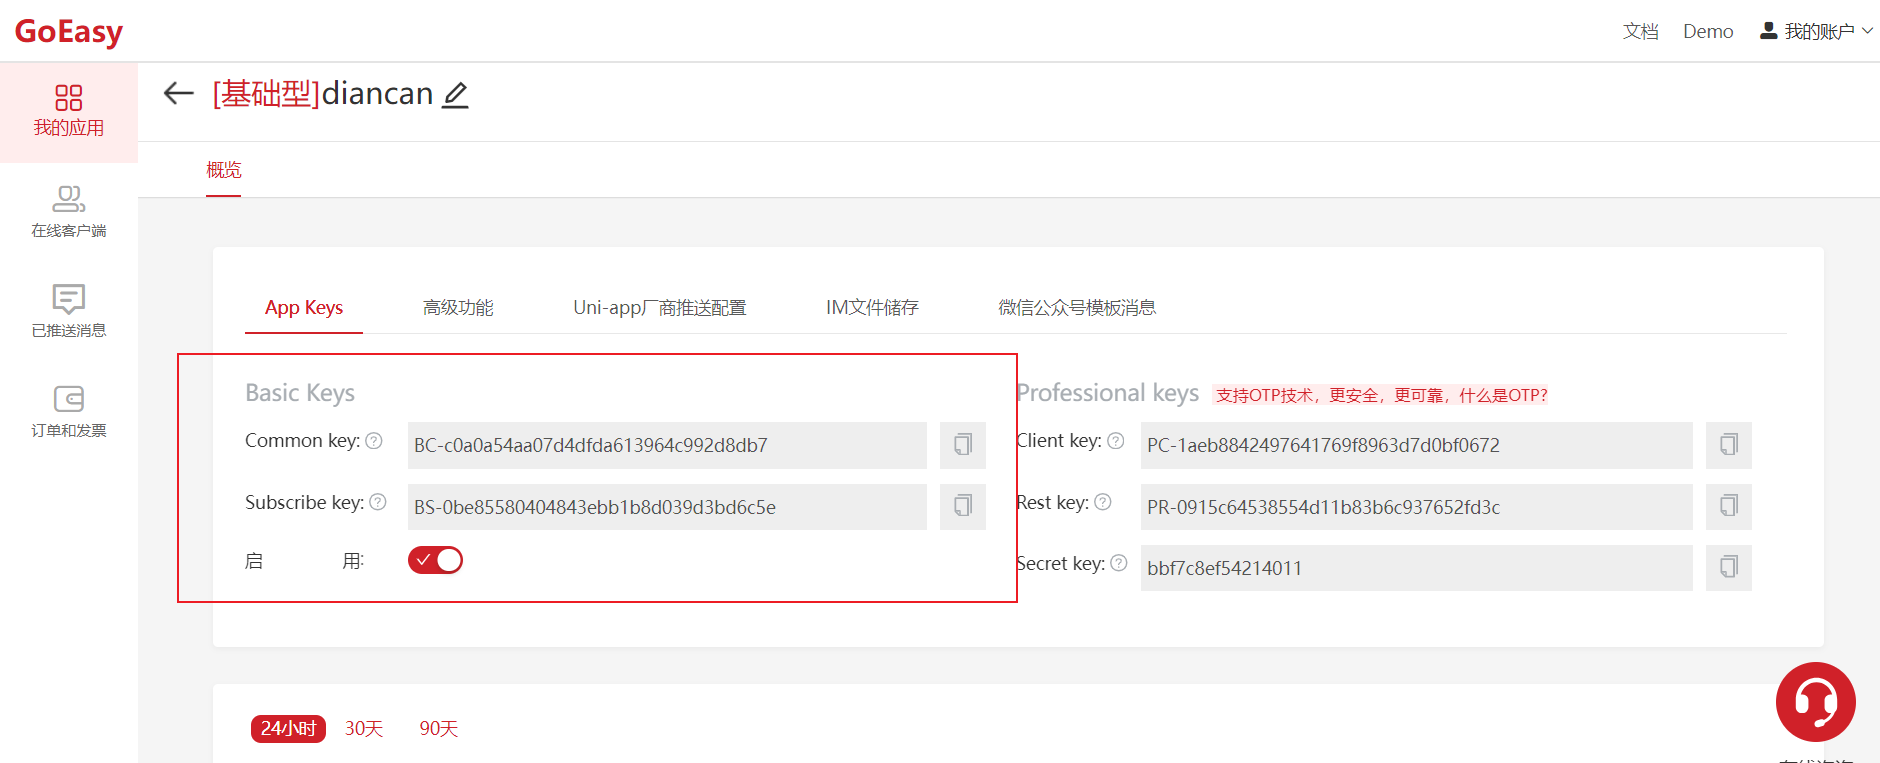 GoEasy
文档 Demo 我的账户
我的应用
在线客户端
已推送消息
订单和发票
[基础型]diancan
概览
App Keys 高级功能 Uni-app厂商推送配置 IM文件储存 微信公众号模板消息
Basic Keys
Common key: BC-c0a0a54aa07d4dfda613964c992d8db7
Subscribe key: BS-0be85580404843ebb1b8d039d3bd6c5e
启 用:
Professional keys 支持OTP技术，更安全，更可靠，什么是OTP?
Client key: PC-1aeb8842497641769f8963d7d0bf0672
Rest key: PR-0915c64538554d11b83b6c937652fd3c
Secret key: bbf7c8ef54214011
24小时 30天 90天